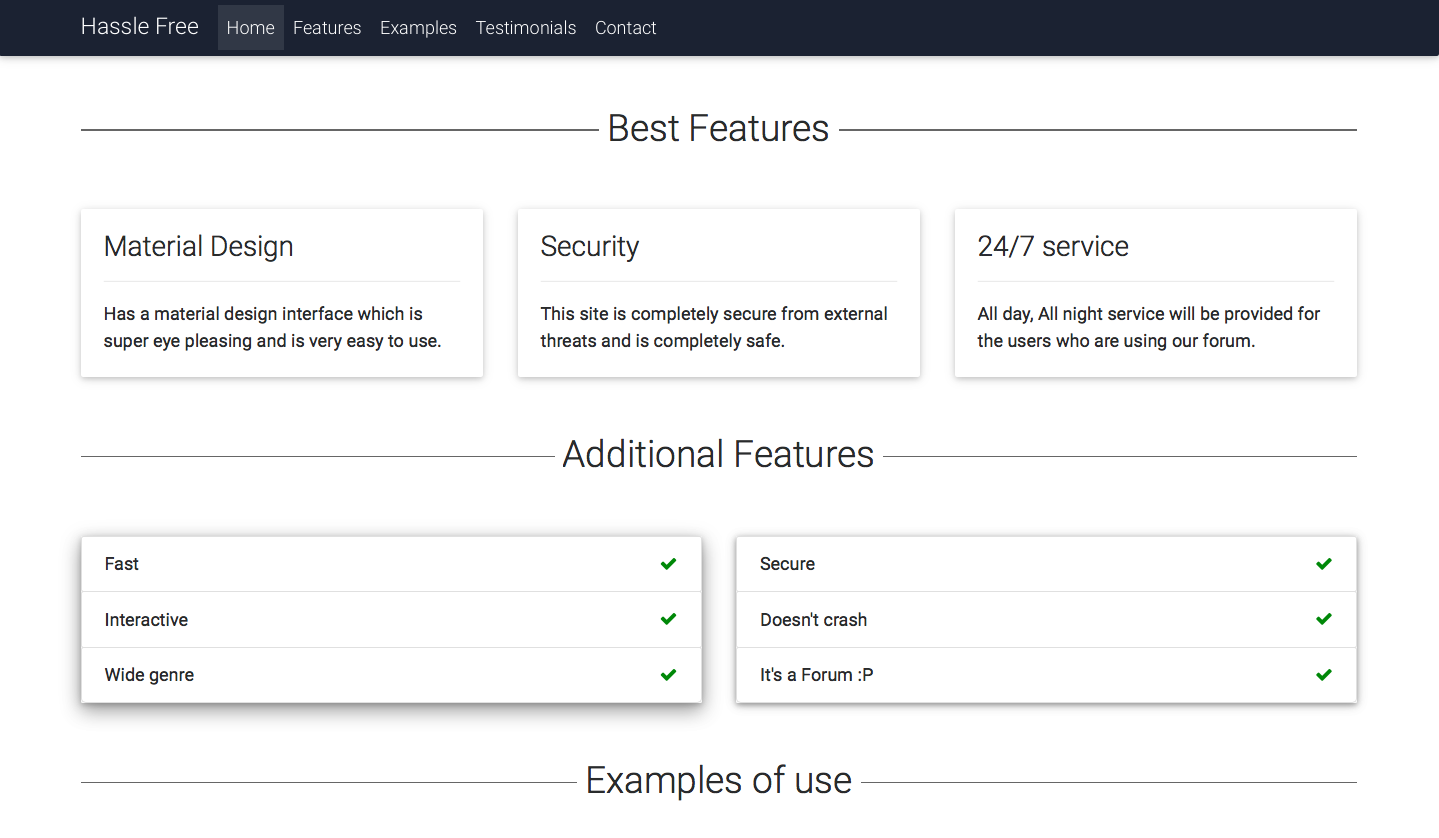 Hassle Free Home Features Examples Testimonials Contact
Best Features
Material Design
Has a material design interface which is
super eye pleasing and is very easy to use.
Security
This site is completely secure from external
threats and is completely safe.
24/7 service
All day, All night service will be provided for
the users who are using our forum.
Additional Features
Fast
Interactive
Wide genre
Secure
Doesn't crash
It's a Forum :P
Examples of use